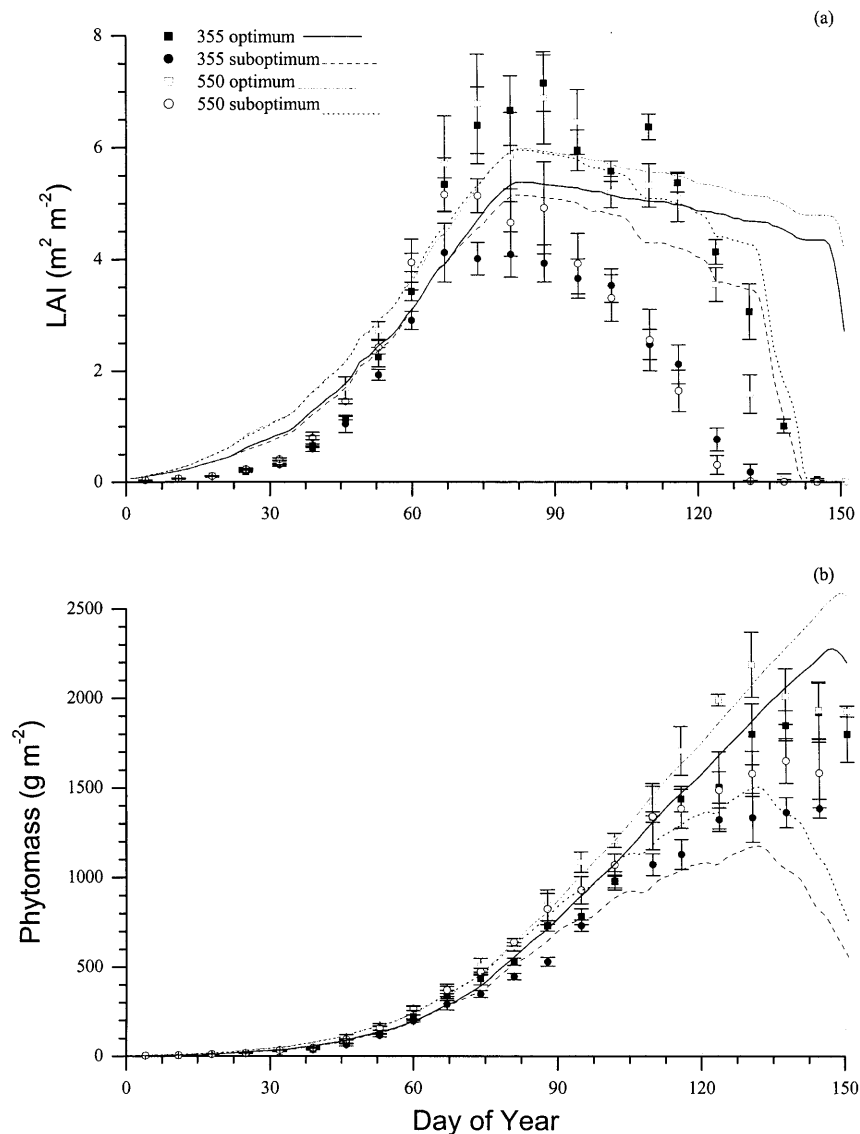 (a)
8
6
4
2
0
LAI (m² m⁻²)
355 optimum
355 suboptimum
550 optimum
550 suboptimum
0 30 60 90 120 150
(b)
2500
2000
1500
1000
500
0
Phytomass (g m⁻²)
0 30 60 90 120 150
Day of Year